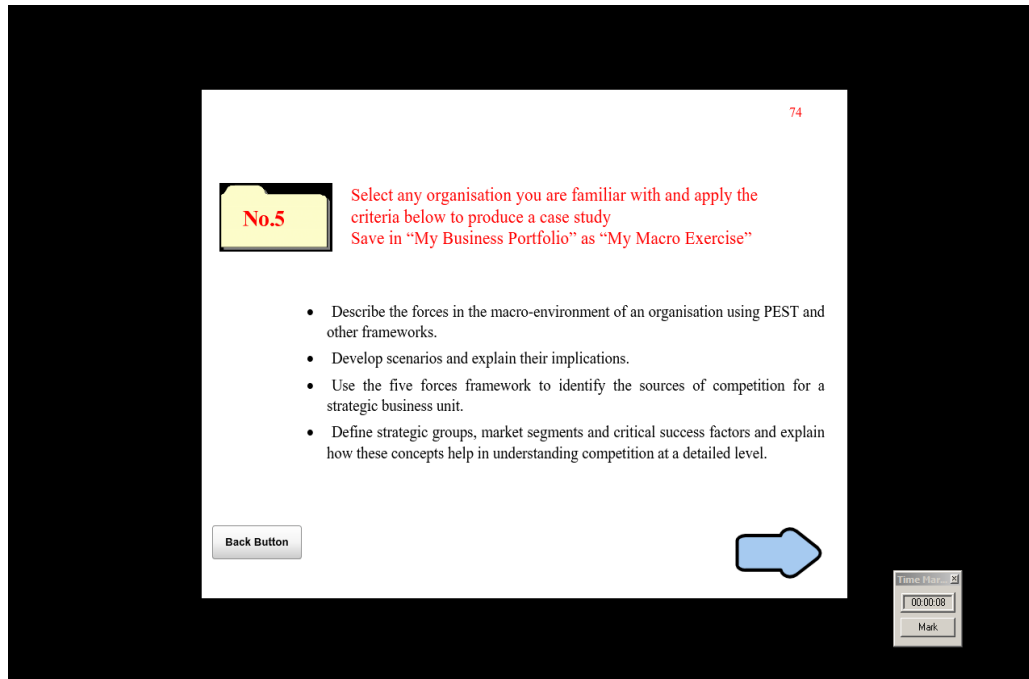 74
No.5
Select any organisation you are familiar with and apply the
criteria below to produce a case study
Save in “My Business Portfolio” as “My Macro Exercise”
• Describe the forces in the macro-environment of an organisation using PEST and
other frameworks.
• Develop scenarios and explain their implications.
• Use the five forces framework to identify the sources of competition for a
strategic business unit.
• Define strategic groups, market segments and critical success factors and explain
how these concepts help in understanding competition at a detailed level.
Back Button
Time Mar...
00:00:08
Mark